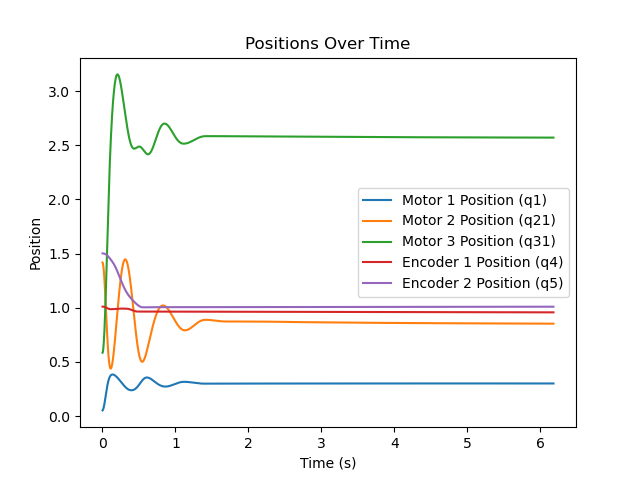 Positions Over Time
3.0
2.5
2.0
1.5
1.0
0.5
0.0
Position
Motor 1 Position (q1)
Motor 2 Position (q21)
Motor 3 Position (q31)
Encoder 1 Position (q4)
Encoder 2 Position (q5)
0 1 2 3 4 5 6
Time (s)